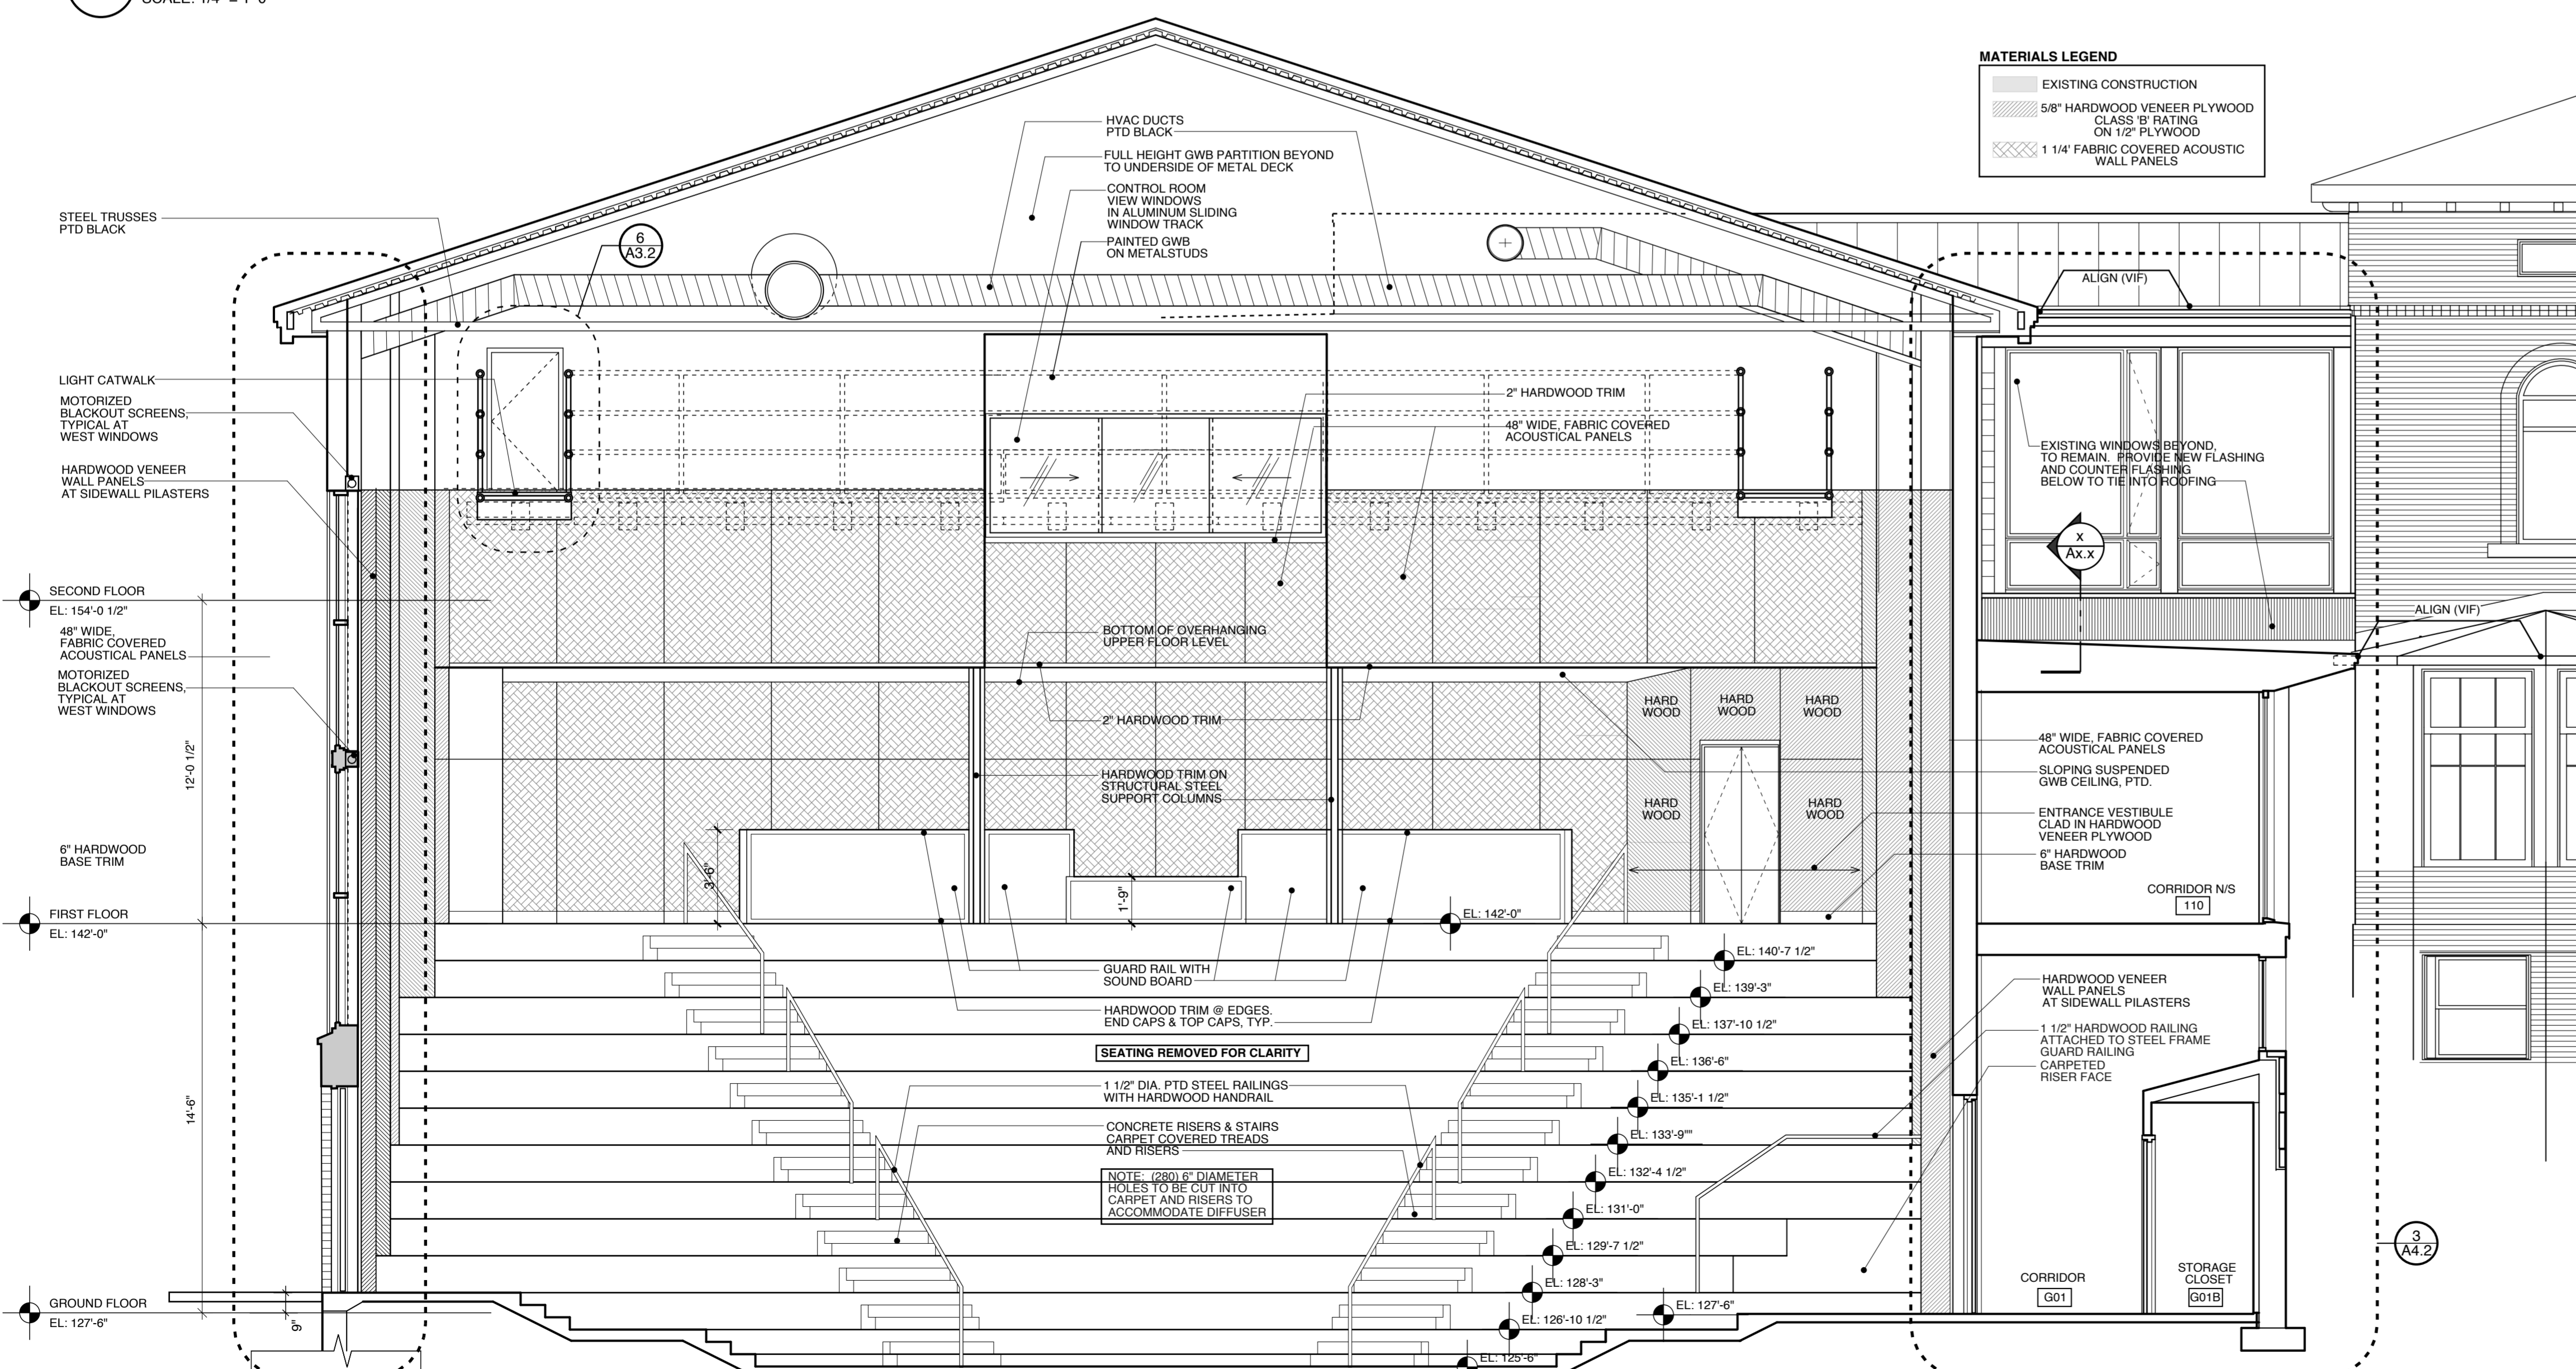 SCALE: 1/4" = 1'-0"
MATERIALS LEGEND
EXISTING CONSTRUCTION
5/8" HARDWOOD VENEER PLYWOOD
CLASS 'B' RATING
ON 1/2" PLYWOOD
1 1/4' FABRIC COVERED ACOUSTIC
WALL PANELS
HVAC DUCTS
PTD BLACK
FULL HEIGHT GWB PARTITION BEYOND
TO UNDERSIDE OF METAL DECK
CONTROL ROOM
VIEW WINDOWS
IN ALUMINUM SLIDING
WINDOW TRACK
PAINTED GWB
ON METALSTUDS
STEEL TRUSSES
PTD BLACK
6
A3.2
ALIGN (VIF)
LIGHT CATWALK
MOTORIZED
BLACKOUT SCREENS,
TYPICAL AT
WEST WINDOWS
HARDWOOD VENEER
WALL PANELS
AT SIDEWALL PILASTERS
2" HARDWOOD TRIM
48" WIDE, FABRIC COVERED
ACOUSTICAL PANELS
EXISTING WINDOWS BEYOND,
TO REMAIN. PROVIDE NEW FLASHING
AND COUNTER FLASHING
BELOW TO TIE INTO ROOFING
x
Ax.x
SECOND FLOOR
EL: 154'-0 1/2"
48" WIDE,
FABRIC COVERED
ACOUSTICAL PANELS
MOTORIZED
BLACKOUT SCREENS,
TYPICAL AT
WEST WINDOWS
12'-0 1/2"
ALIGN (VIF)
BOTTOM OF OVERHANGING
UPPER FLOOR LEVEL
2" HARDWOOD TRIM
HARD
WOOD
HARD
WOOD
HARD
WOOD
HARDWOOD TRIM ON
STRUCTURAL STEEL
SUPPORT COLUMNS
HARD
WOOD
HARD
WOOD
48" WIDE, FABRIC COVERED
ACOUSTICAL PANELS
SLOPING SUSPENDED
GWB CEILING, PTD.
ENTRANCE VESTIBULE
CLAD IN HARDWOOD
VENEER PLYWOOD
6" HARDWOOD
BASE TRIM
CORRIDOR N/S
110
6" HARDWOOD
BASE TRIM
3'-6"
1'-9"
FIRST FLOOR
EL: 142'-0"
EL: 142'-0"
EL: 140'-7 1/2"
EL: 139'-3"
EL: 137'-10 1/2"
EL: 136'-6"
EL: 135'-1 1/2"
EL: 133'-9""
EL: 132'-4 1/2"
EL: 131'-0"
EL: 129'-7 1/2"
EL: 128'-3"
EL: 127'-6"
EL: 126'-10 1/2"
EL: 125'-6"
GUARD RAIL WITH
SOUND BOARD
HARDWOOD TRIM @ EDGES.
END CAPS & TOP CAPS, TYP.
SEATING REMOVED FOR CLARITY
1 1/2" DIA. PTD STEEL RAILINGS
WITH HARDWOOD HANDRAIL
CONCRETE RISERS & STAIRS
CARPET COVERED TREADS
AND RISERS
NOTE: (280) 6" DIAMETER
HOLES TO BE CUT INTO
CARPET AND RISERS TO
ACCOMMODATE DIFFUSER
HARDWOOD VENEER
WALL PANELS
AT SIDEWALL PILASTERS
1 1/2" HARDWOOD RAILING
ATTACHED TO STEEL FRAME
GUARD RAILING
CARPETED
RISER FACE
14'-6"
GROUND FLOOR
EL: 127'-6"
9"
CORRIDOR
G01
STORAGE
CLOSET
G01B
3
A4.2